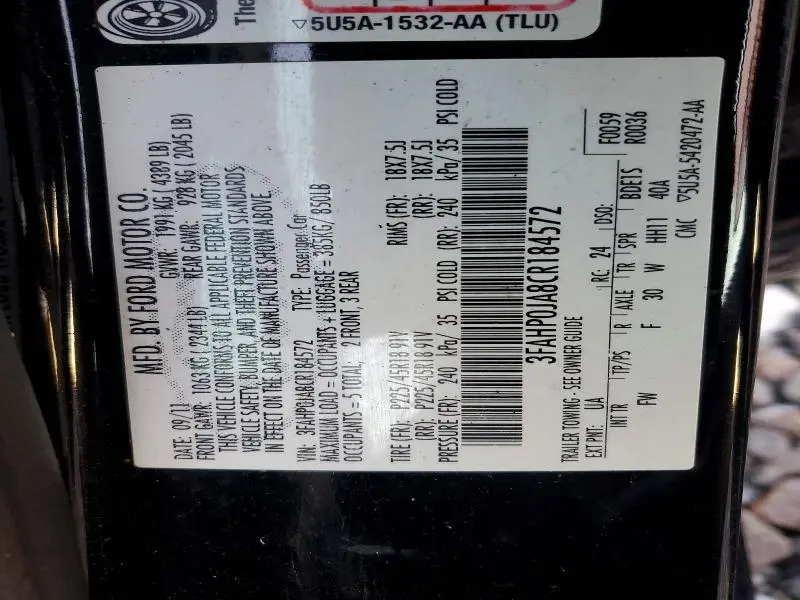 The
▽5U5A-1532-AA (TLU)
MFD. BY FORD MOTOR CO.
DATE: 09/11 GVWR: 1991 KG ( 4389 LB)
FRONT GAWR: 1063 KG ( 2344 LB) REAR GAWR: 928 KG ( 2045 LB)
THIS VEHICLE CONFORMS TO ALL APPLICABLE FEDERAL MOTOR
VEHICLE SAFETY, BUMPER, AND THEFT PREVENTION STANDARDS
IN EFFECT ON THE DATE OF MANUFACTURE SHOWN ABOVE
VIN: 3FAHP0JA8CR184572 TYPE: Passenger Car
MAXIMUM LOAD = OCCUPANTS + LUGGAGE = 385KG/ 850LB
OCCUPANTS = 5 TOTAL, 2 FRONT, 3 REAR
TIRE (FR): P225/45R18 91V RIMS (FR): 18X7.5J
(RR): P225/45R18 91V (RR): 18X7.5J
PRESSURE (FR): 240 kPa/ 35 PSI COLD (RR): 240 kPa/ 35 PSI COLD
3FAHP0JA8CR184572
TRAILER TOWING - SEE OWNER GUIDE
EXT PNT: UA RC: 24 DSO: F0059
R0036
INT TR TP/PS R AXLE TR SPR BDETS
FW F 30 W HH11 40A
CMC ▽5U5A-5420472-AA